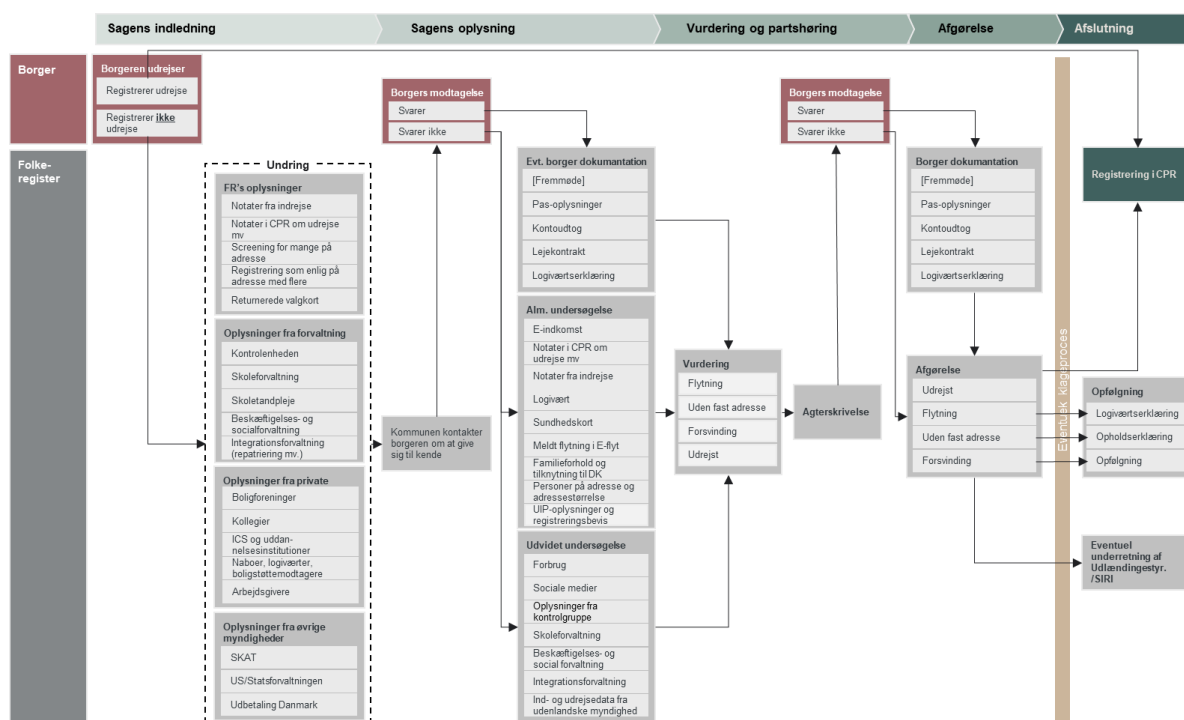 Sagens indledning
Sagens oplysning
Vurdering og partshøring
Afgørelse
Afslutning
Borger
Borgeren udrejser
Registrerer udrejse
Registrerer ikke
udrejse
Borgers modtagelse
Svarer
Svarer ikke
Borgers modtagelse
Svarer
Svarer ikke
Folke-
register
Undring
FR's oplysninger
Notater fra indrejse
Notater i CPR om udrejse
mv
Screening for mange på
adresse
Registrering som enlig på
adresse med flere
Returnerede valgkort
Oplysninger fra forvaltning
Kontrolenheden
Skoleforvaltning
Skoletandpleje
Beskæftigelses- og
socialforvaltning
Integrationsforvaltning
(repatriering mv.)
Oplysninger fra private
Boligforeninger
Kollegier
ICS og uddan-
nelsesinstitutioner
Naboer, logiværter,
boligstøttemodtagere
Arbejdsgivere
Oplysninger fra øvrige
myndigheder
SKAT
US/Statsforvaltningen
Udbetaling Danmark
Kommunen kontakter
borgeren om at give
sig til kende
Evt. borger dokumantation
[Fremmøde]
Pas-oplysninger
Kontoudtog
Lejekontrakt
Logiværtserklæring
Alm. undersøgelse
E-indkomst
Notater i CPR om
udrejse mv
Notater fra indrejse
Logivært
Sundhedskort
Meldt flytning i E-flyt
Familieforhold og
tilknytning til DK
Personer på adresse og
adressestørrelse
UIP-oplysninger og
registreringsbevis
Udvidet undersøgelse
Forbrug
Sociale medier
Oplysninger fra
kontrolgruppe
Skoleforvaltning
Beskæftigelses- og
social forvaltning
Integrationsforvaltning
Ind- og udrejsedata fra
udenlandske myndighed
Vurdering
Flytning
Uden fast adresse
Forsvinding
Udrejst
Agterskrivelse
Borger dokumantation
[Fremmøde]
Pas-oplysninger
Kontoudtog
Lejekontrakt
Logiværtserklæring
Afgørelse
Udrejst
Flytning
Uden fast adresse
Forsvinding
Eventuel klageproces
Registrering i CPR
Opfølgning
Logiværtserklæring
Opholdserklæring
Opfølgning
Eventuel
underretning af
Udlændingestyr.
/SIRI